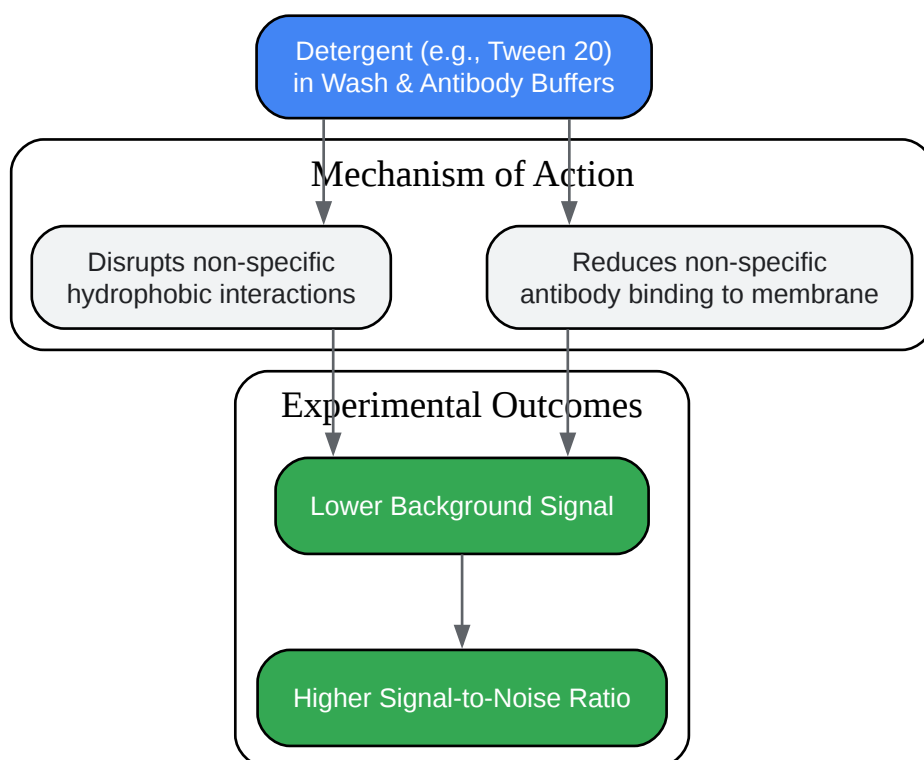 Detergent (e.g., Tween 20)
in Wash & Antibody Buffers
Mechanism of Action
Disrupts non-specific
hydrophobic interactions
Reduces non-specific
antibody binding to membrane
Experimental Outcomes
Lower Background Signal
Higher Signal-to-Noise Ratio